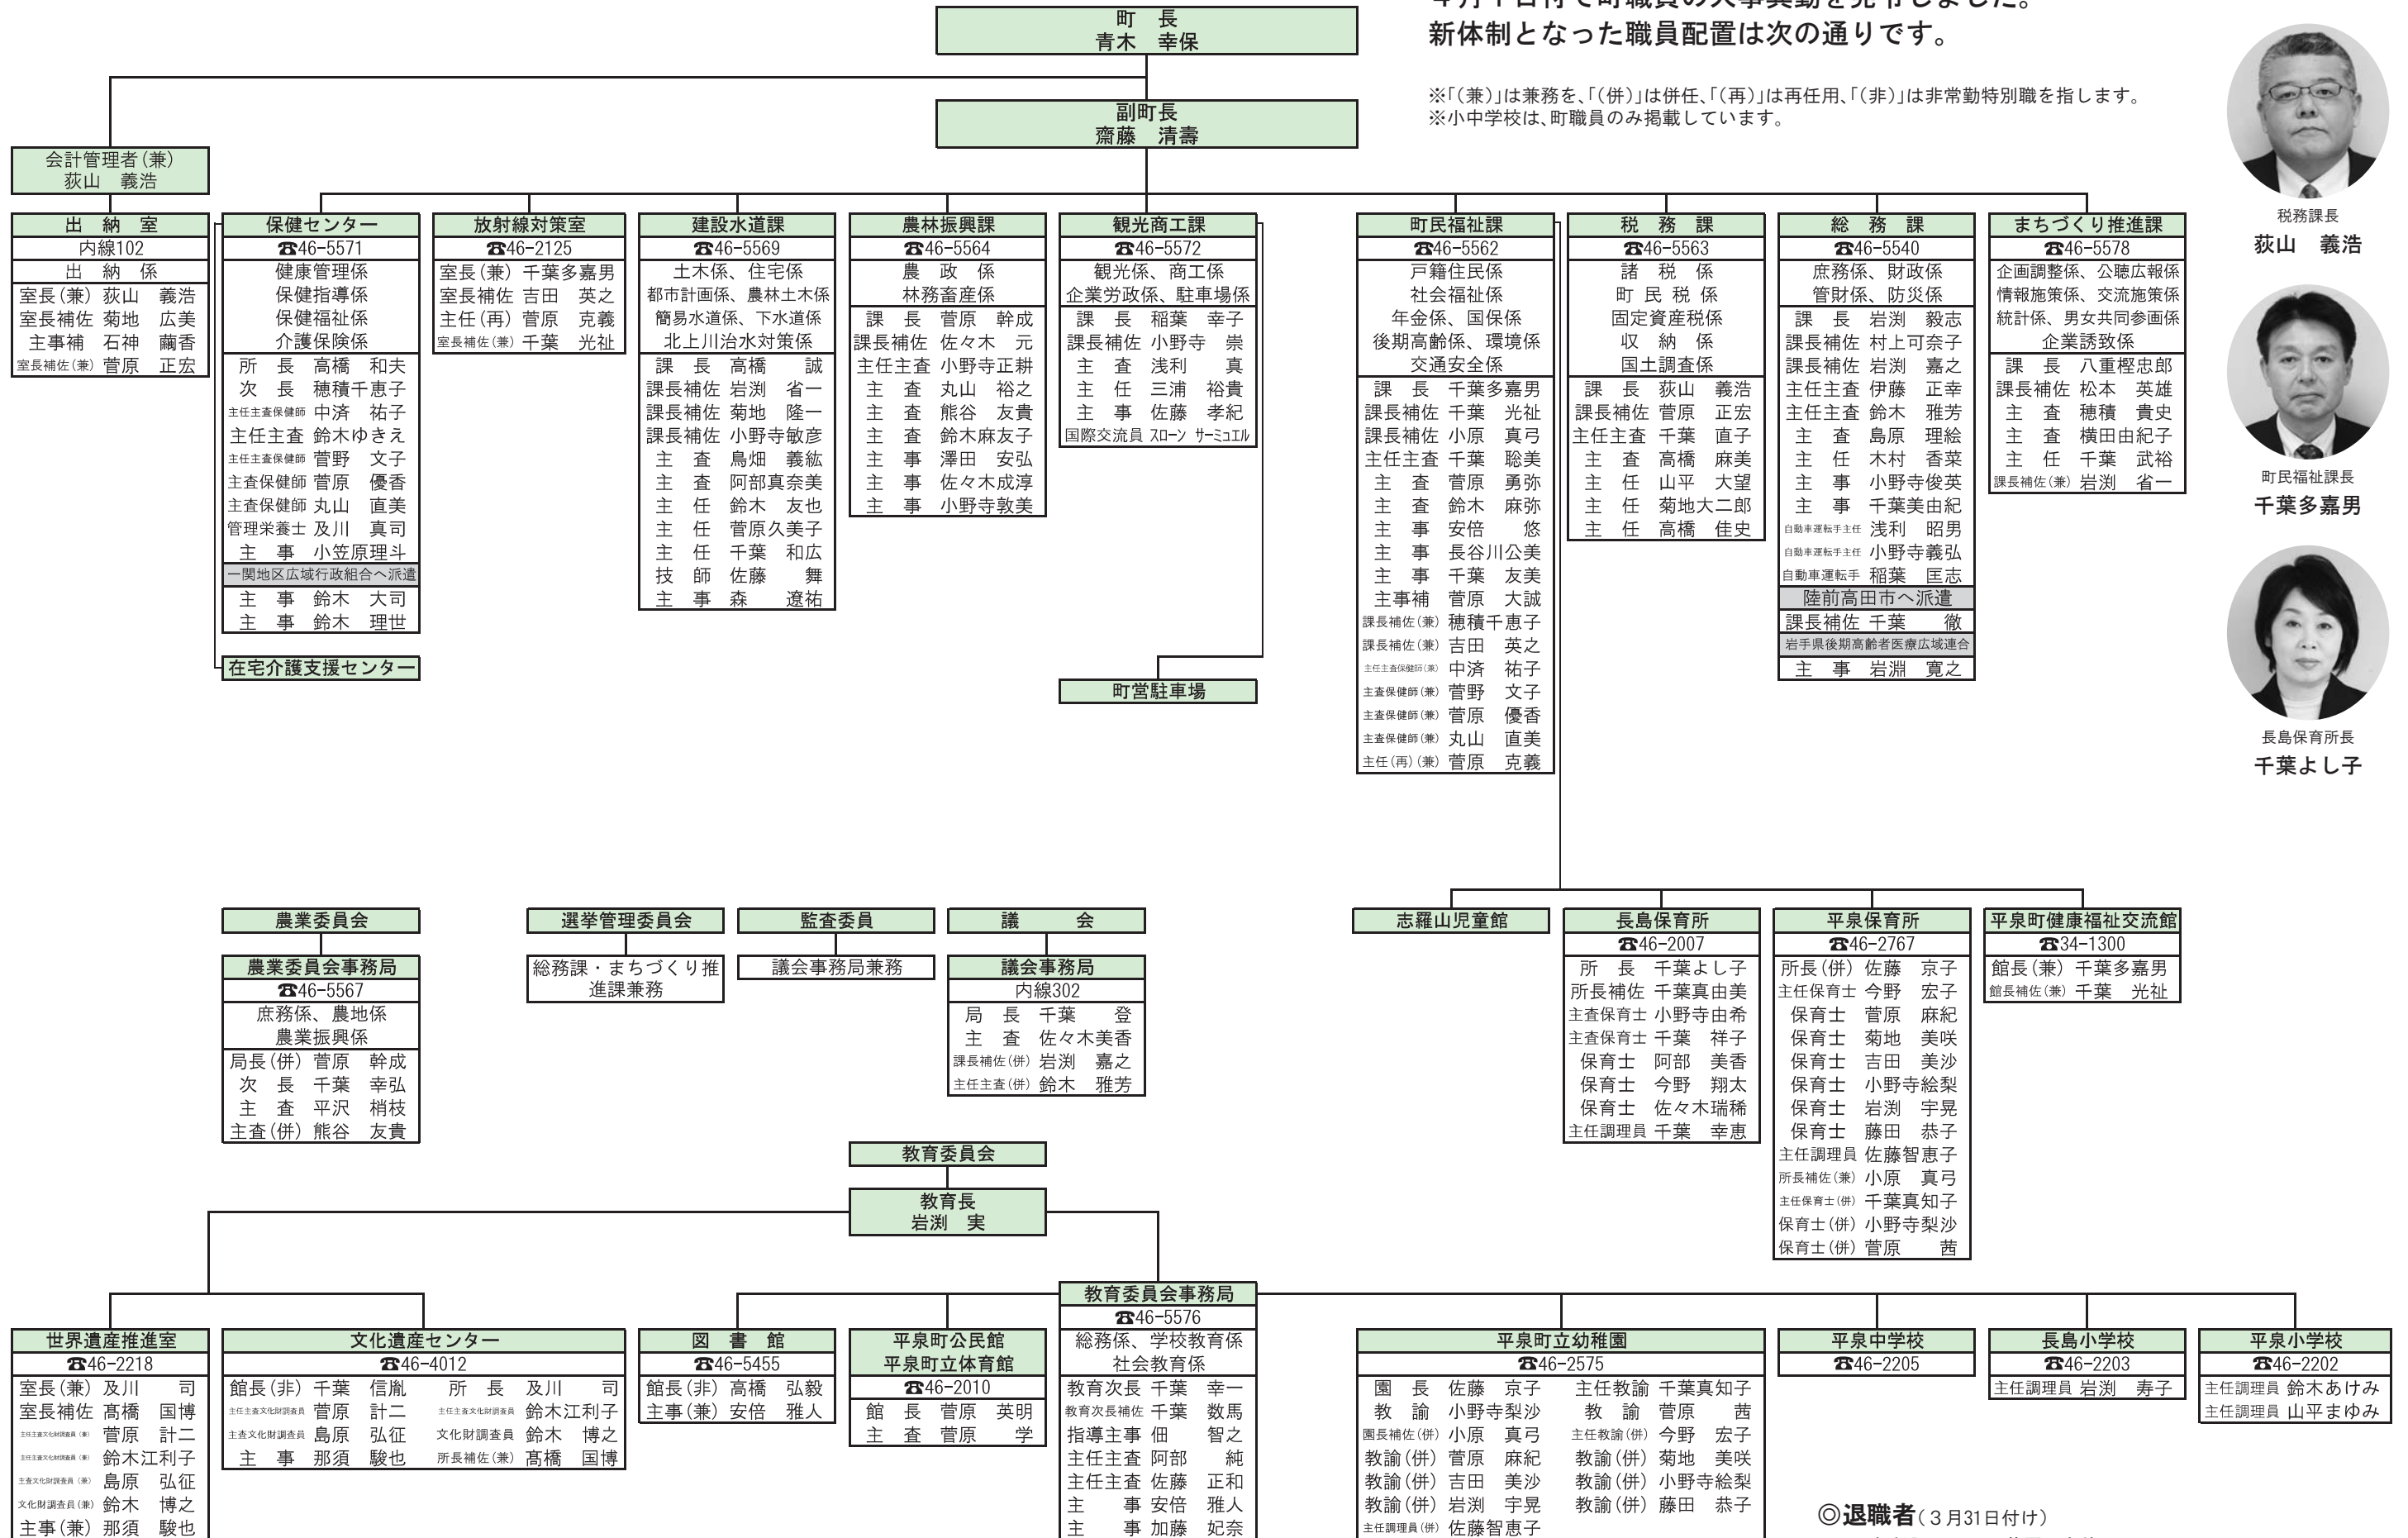 ４月１日付で町職員の人事異動を発令しました。
新体制となった職員配置は次の通りです。
※「（兼）」は兼務を、「（併）」は併任、「（再）」は再任用、「（非）」は非常勤特別職を指します。
※小中学校は、町職員のみ掲載しています。
町　長
青木　幸保
副町長
齋藤　清壽
会計管理者（兼）
荻山　義浩
出　納　室
内線102
出　納　係
室長（兼） 荻山　義浩
室長補佐 菊地　広美
主事補 石神　繭香
室長補佐（兼） 菅原　正宏
保健センター
☎46-5571
健康管理係
保健指導係
保健福祉係
介護保険係
所　長 高橋　和夫
次　長 穂積千恵子
主任主査保健師 中済　祐子
主任主査 鈴木ゆきえ
主任主査保健師 菅野　文子
主査保健師 菅原　優香
主査保健師 丸山　直美
管理栄養士 及川　真司
主　事 小笠原理斗
一関地区広域行政組合へ派遣
主　事 鈴木　大司
主　事 鈴木　理世
在宅介護支援センター
放射線対策室
☎46-2125
室長（兼） 千葉多嘉男
室長補佐 吉田　英之
主任（再） 菅原　克義
室長補佐（兼） 千葉　光祉
建設水道課
☎46-5569
土木係、住宅係
都市計画係、農林土木係
簡易水道係、下水道係
北上川治水対策係
課　長 高橋　　誠
課長補佐 岩渕　省一
課長補佐 菊地　隆一
課長補佐 小野寺敏彦
主　査 鳥畑　義紘
主　査 阿部真奈美
主　任 鈴木　友也
主　任 菅原久美子
主　任 千葉　和広
技　師 佐藤　　舞
主　事 森　　遼祐
農林振興課
☎46-5564
農　政　係
林務畜産係
課　長 菅原　幹成
課長補佐 佐々木　元
主任主査 小野寺正耕
主　査 丸山　裕之
主　査 熊谷　友貴
主　査 鈴木麻友子
主　事 澤田　安弘
主　事 佐々木成淳
主　事 小野寺敦美
観光商工課
☎46-5572
観光係、商工係
企業労政係、駐車場係
課　長 稲葉　幸子
課長補佐 小野寺　崇
主　査 浅利　　真
主　任 三浦　裕貴
主　事 佐藤　孝紀
国際交流員 スローン サーミュエル
町営駐車場
町民福祉課
☎46-5562
戸籍住民係
社会福祉係
年金係、国保係
後期高齢係、環境係
交通安全係
課　長 千葉多嘉男
課長補佐 千葉　光祉
課長補佐 小原　真弓
主任主査 千葉　聡美
主　査 菅原　勇弥
主　査 鈴木　麻弥
主　事 安倍　　悠
主　事 長谷川公美
主　事 千葉　友美
主事補 菅原　大誠
課長補佐（兼） 穂積千恵子
課長補佐（兼） 吉田　英之
主任主査保健師（兼） 中済　祐子
主査保健師（兼） 菅野　文子
主査保健師（兼） 菅原　優香
主査保健師（兼） 丸山　直美
主任（再）（兼） 菅原　克義
税　務　課
☎46-5563
諸　税　係
町 民 税 係
固定資産税係
収　納　係
国土調査係
課　長 荻山　義浩
課長補佐 菅原　正宏
主任主査 千葉　直子
主　査 高橋　麻美
主　任 山平　大望
主　任 菊地大二郎
主　任 高橋　佳史
総　務　課
☎46-5540
庶務係、財政係
管財係、防災係
課　長 岩渕　毅志
課長補佐 村上可奈子
課長補佐 岩渕　嘉之
主任主査 伊藤　正幸
主任主査 鈴木　雅芳
主　査 島原　理絵
主　任 木村　香菜
主　事 小野寺俊英
主　事 千葉美由紀
自動車運転手主任 浅利　昭男
自動車運転手主任 小野寺義弘
自動車運転手 稲葉　匡志
陸前高田市へ派遣
課長補佐 千葉　　徹
岩手県後期高齢者医療広域連合
主　事 岩淵　寛之
まちづくり推進課
☎46-5578
企画調整係、公聴広報係
情報施策係、交流施策係
統計係、男女共同参画係
企業誘致係
課　長 八重樫忠郎
課長補佐 松本　英雄
主　査 穂積　貴史
主　査 横田由紀子
主　任 千葉　武裕
課長補佐（兼） 岩渕　省一
税務課長
荻山　義浩
町民福祉課長
千葉多嘉男
長島保育所長
千葉よし子
農業委員会
農業委員会事務局
☎46-5567
庶務係、農地係
農業振興係
局長（併） 菅原　幹成
次　長 千葉　幸弘
主　査 平沢　梢枝
主査（併） 熊谷　友貴
選挙管理委員会
総務課・まちづくり推
進課兼務
監査委員
議会事務局兼務
議　　会
議会事務局
内線302
局　長 千葉　　登
主　査 佐々木美香
課長補佐（併） 岩渕　嘉之
主任主査（併） 鈴木　雅芳
志羅山児童館
長島保育所
☎46-2007
所　長 千葉よし子
所長補佐 千葉真由美
主査保育士 小野寺由希
主査保育士 千葉　祥子
保育士 阿部　美香
保育士 今野　翔太
保育士 佐々木瑞稀
主任調理員 千葉　幸恵
平泉保育所
☎46-2767
所長（併） 佐藤　京子
主任保育士 今野　宏子
保育士 菅原　麻紀
保育士 菊地　美咲
保育士 吉田　美沙
保育士 小野寺絵梨
保育士 岩渕　宇晃
保育士 藤田　恭子
主任調理員 佐藤智恵子
所長補佐（兼） 小原　真弓
主任保育士（併） 千葉真知子
保育士（併） 小野寺梨沙
保育士（併） 菅原　　茜
平泉町健康福祉交流館
☎34-1300
館長（兼） 千葉多嘉男
館長補佐（兼） 千葉　光祉
教育委員会
教育長
岩渕　実
世界遺産推進室
☎46-2218
室長（兼） 及川　　司
室長補佐 髙橋　国博
主任主査文化財調査員（兼） 菅原　計二
主任主査文化財調査員（兼） 鈴木江利子
主査文化財調査員（兼） 島原　弘征
文化財調査員（兼） 鈴木　博之
主事（兼） 那須　駿也
文化遺産センター
☎46-4012
館長（非） 千葉　信胤　所　長 及川　　司
主任主査文化財調査員 菅原　計二　主任主査文化財調査員 鈴木江利子
主査文化財調査員 島原　弘征　文化財調査員 鈴木　博之
主　事 那須　駿也　所長補佐（兼） 髙橋　国博
図　書　館
☎46-5455
館長（非） 高橋　弘毅
主事（兼） 安倍　雅人
平泉町公民館
平泉町立体育館
☎46-2010
館　長 菅原　英明
主　査 菅原　　学
教育委員会事務局
☎46-5576
総務係、学校教育係
社会教育係
教育次長 千葉　幸一
教育次長補佐 千葉　数馬
指導主事 佃　　智之
主任主査 阿部　　純
主任主査 佐藤　正和
主　　事 安倍　雅人
主　　事 加藤　妃奈
平泉町立幼稚園
☎46-2575
園　長 佐藤　京子　主任教諭 千葉真知子
教　諭 小野寺梨沙　教　諭 菅原　　茜
園長補佐（併） 小原　真弓　主任教諭（併） 今野　宏子
教諭（併） 菅原　麻紀　教諭（併） 菊地　美咲
教諭（併） 吉田　美沙　教諭（併） 小野寺絵梨
教諭（併） 岩渕　宇晃　教諭（併） 藤田　恭子
主任調理員（併） 佐藤智恵子
平泉中学校
☎46-2205
長島小学校
☎46-2203
主任調理員 岩渕　寿子
平泉小学校
☎46-2202
主任調理員 鈴木あけみ
主任調理員 山平まゆみ
◎退職者（３月31日付け）